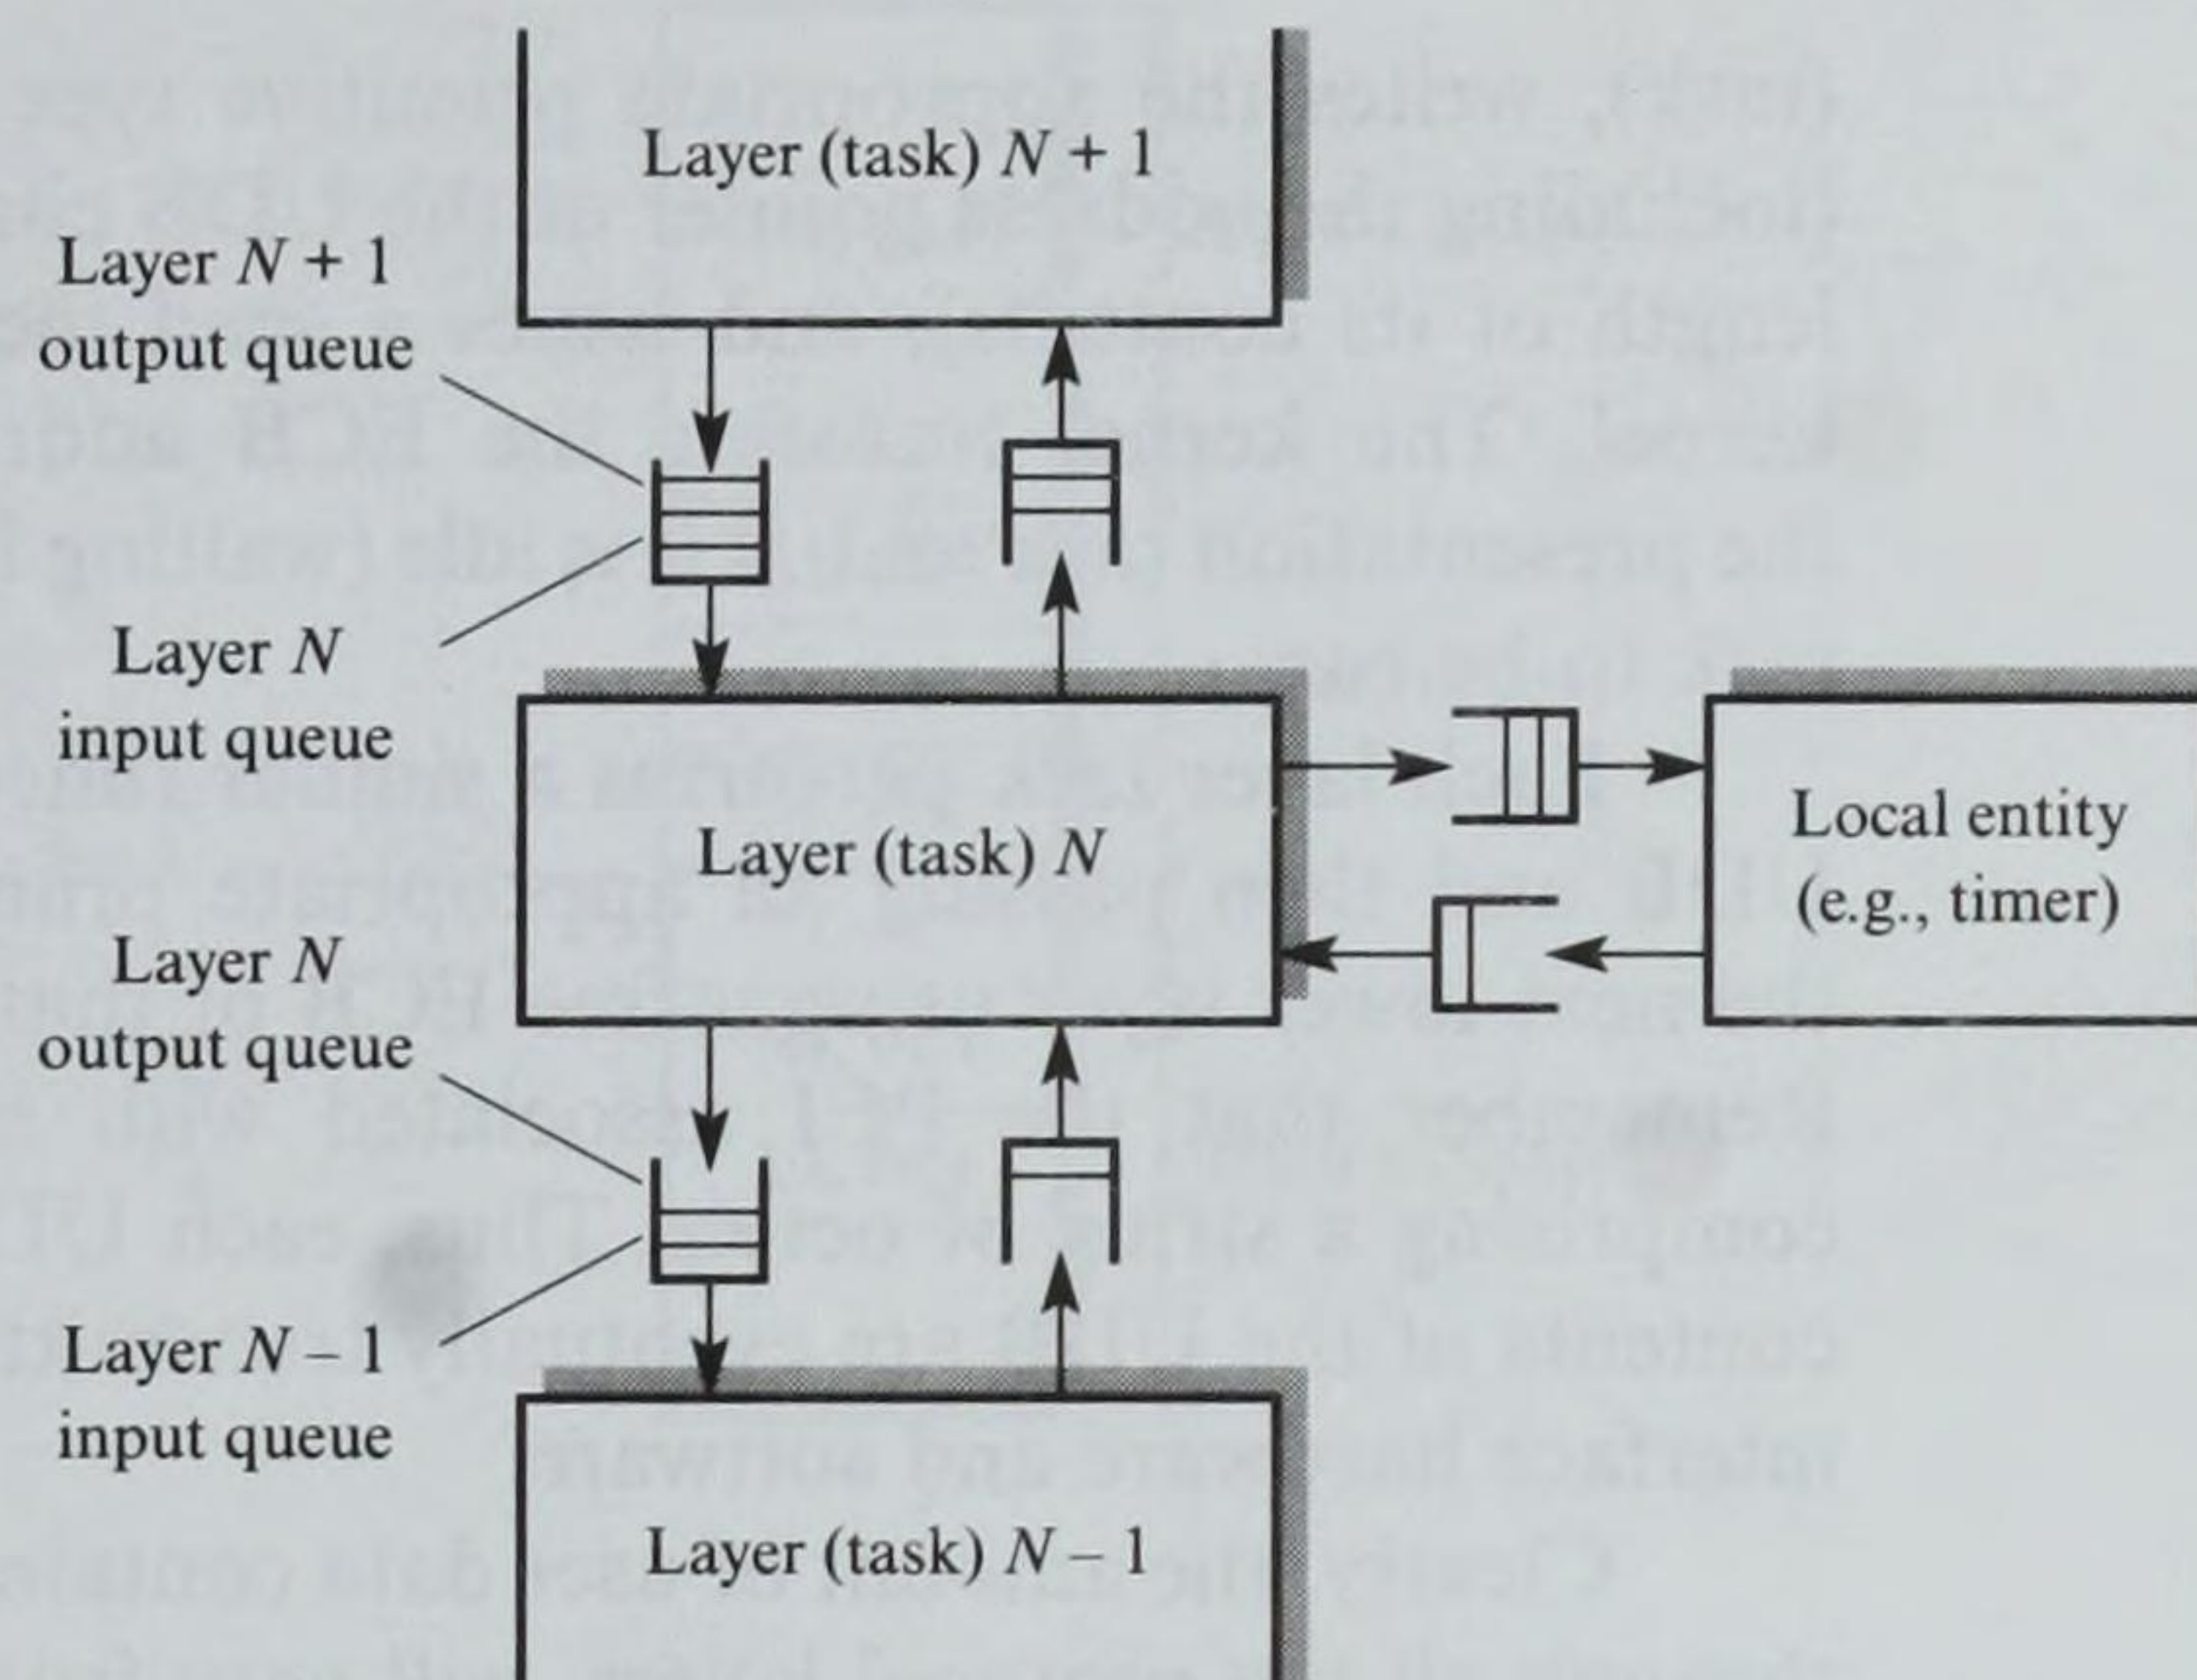 Layer (task) N + 1
Layer N + 1
output queue
Layer N
input queue
Layer (task) N
Local entity
(e.g., timer)
Layer N
output queue
Layer N – 1
input queue
Layer (task) N – 1